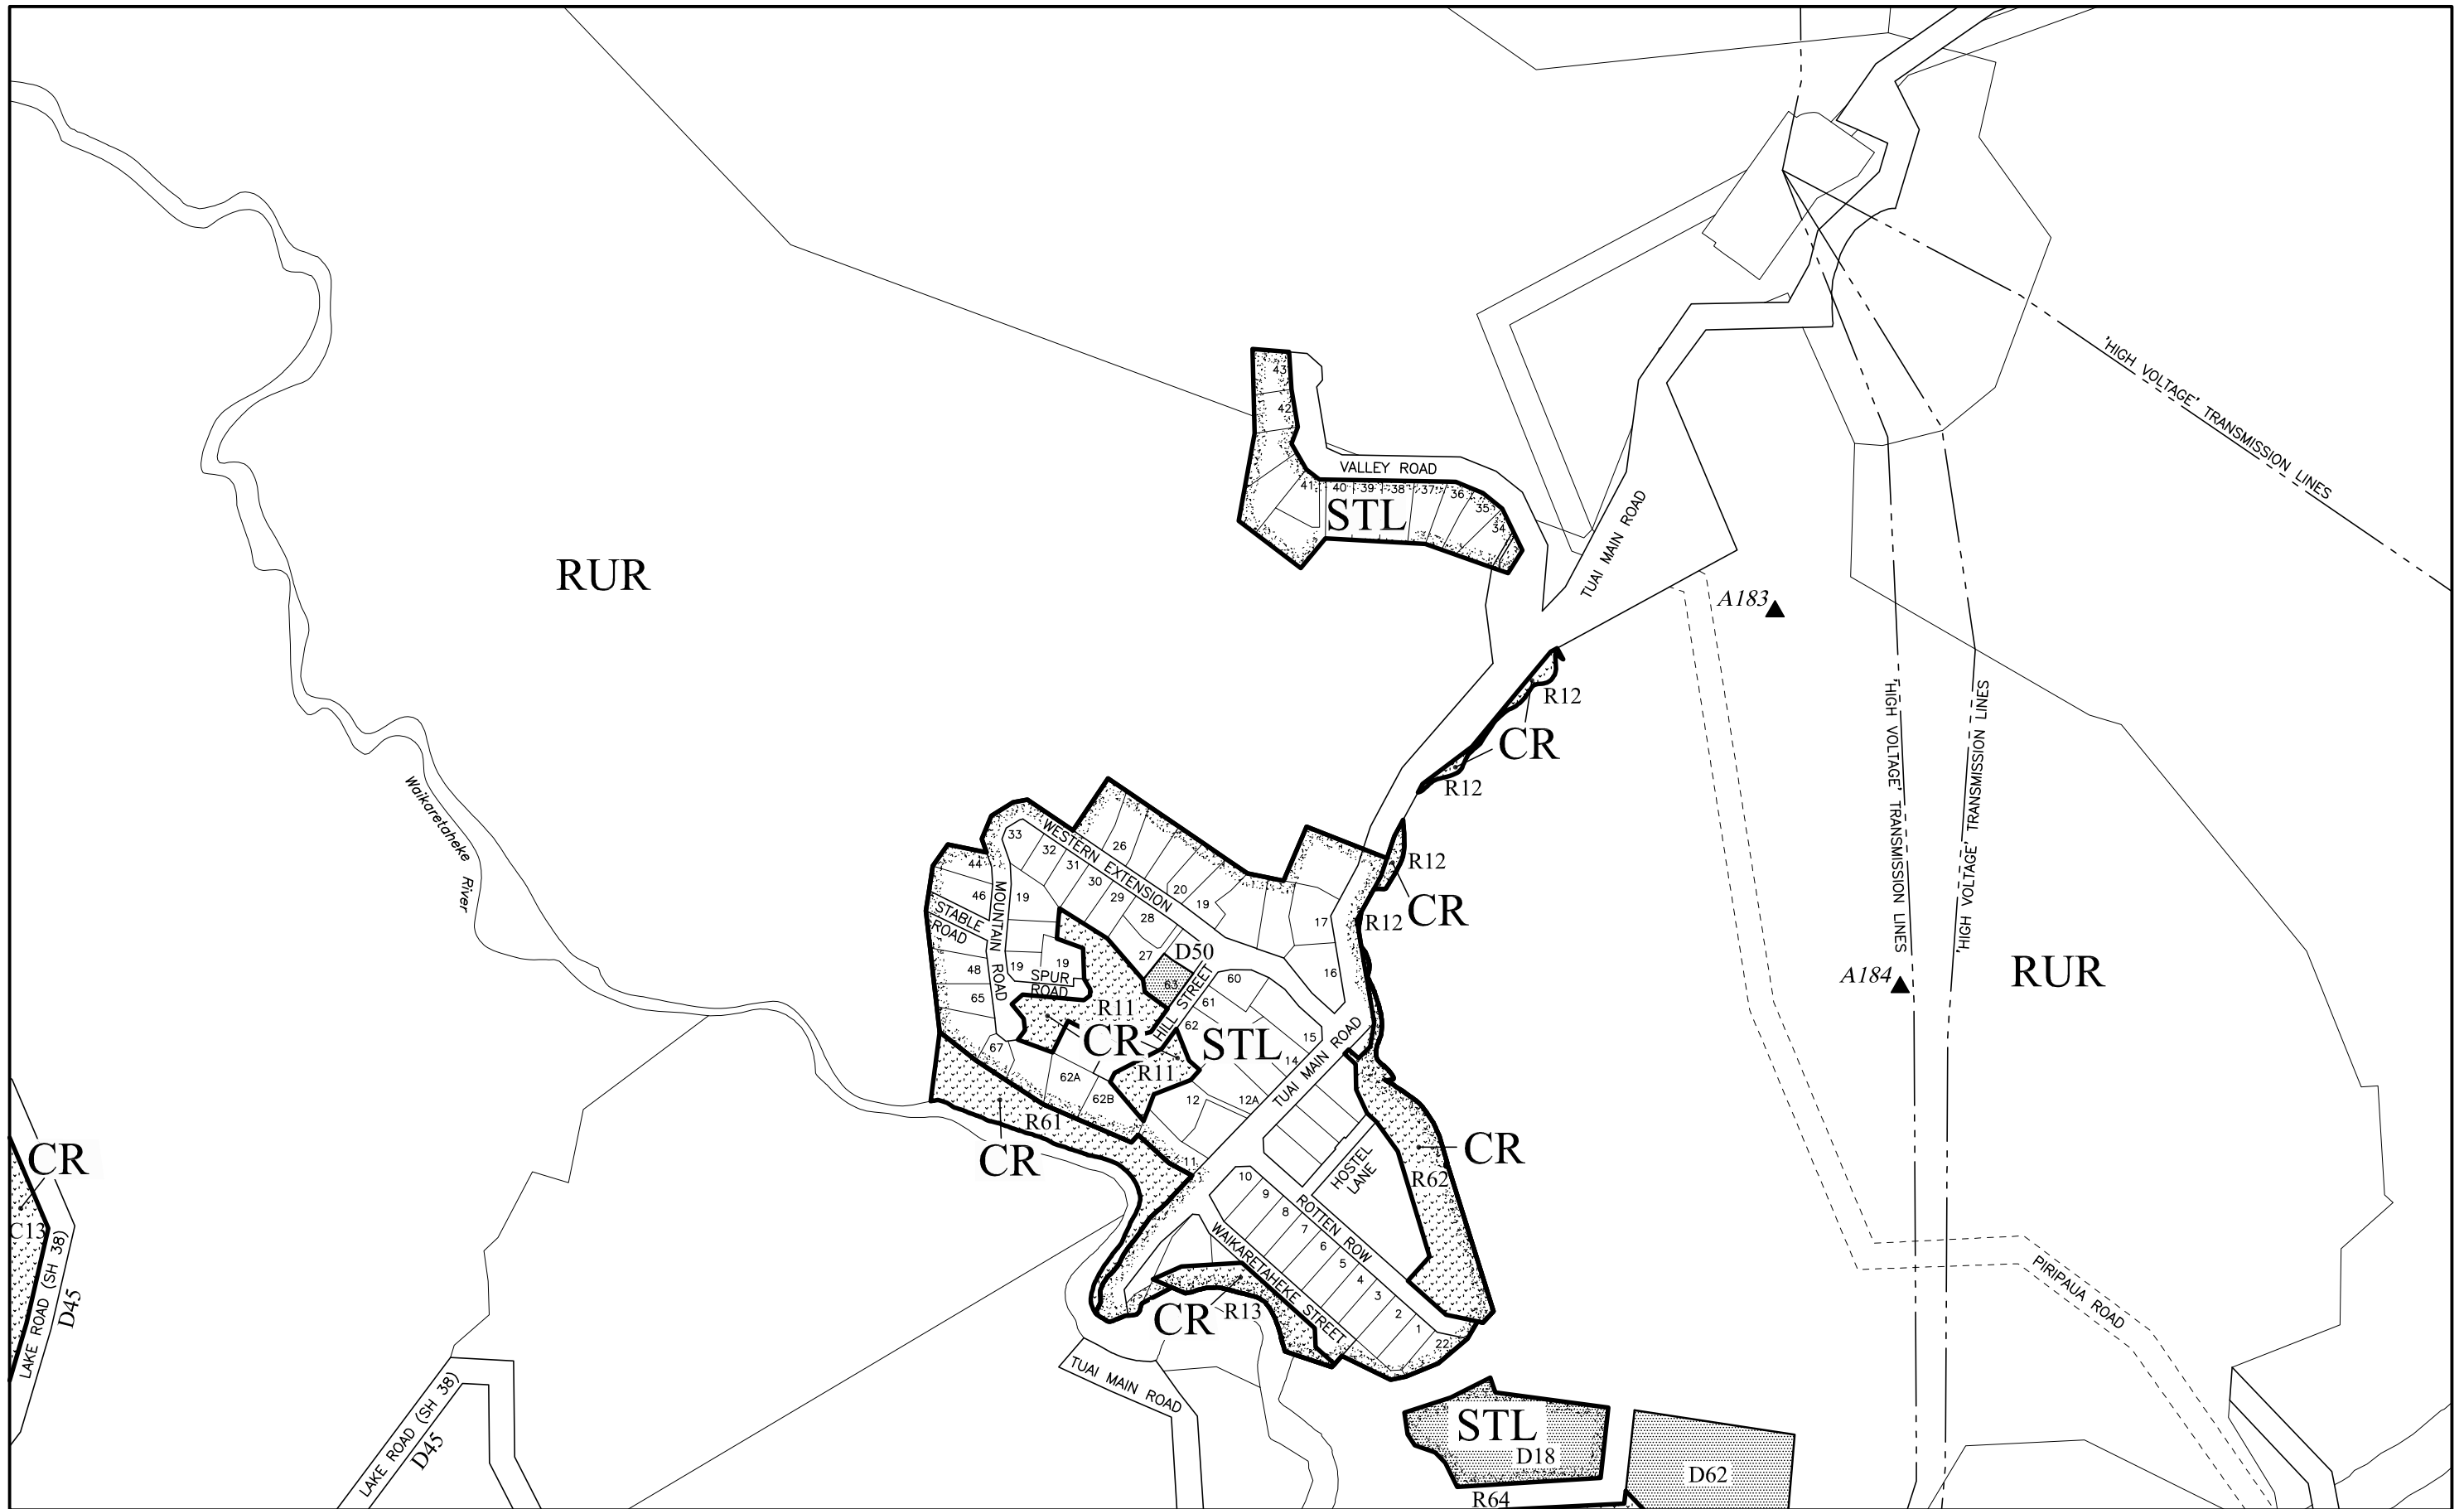 'HIGH VOLTAGE' TRANSMISSION LINES
43
42
VALLEY ROAD
41
40
39
38
37
36
35
34
STL
TUAI MAIN ROAD
RUR
A183
R12
CR
R12
'HIGH VOLTAGE' TRANSMISSION LINES
'HIGH VOLTAGE' TRANSMISSION LINES
Waikaretaheke
River
33
WESTERN EXTENSION
32
31
30
29
28
27
26
20
19
44
46
19
MOUNTAIN ROAD
STABLE
ROAD
17
R12
R12
CR
16
48
65
19
19
SPUR
ROAD
D50
63
HILL STREET
60
61
62
R11
CR
STL
R11
15
14
TUAI MAIN ROAD
67
62A
62B
12
12A
11
R61
CR
A184
RUR
CR
C13
LAKE ROAD (SH 38)
D45
CR
R62
HOSTEL
LANE
ROTTEN ROW
10
9
8
7
6
5
4
3
2
1
22
WAIKARETAHEKE STREET
CR
R13
PIRIPAUA ROAD
TUAI MAIN ROAD
LAKE ROAD (SH 38)
D45
STL
D18
D62
R64